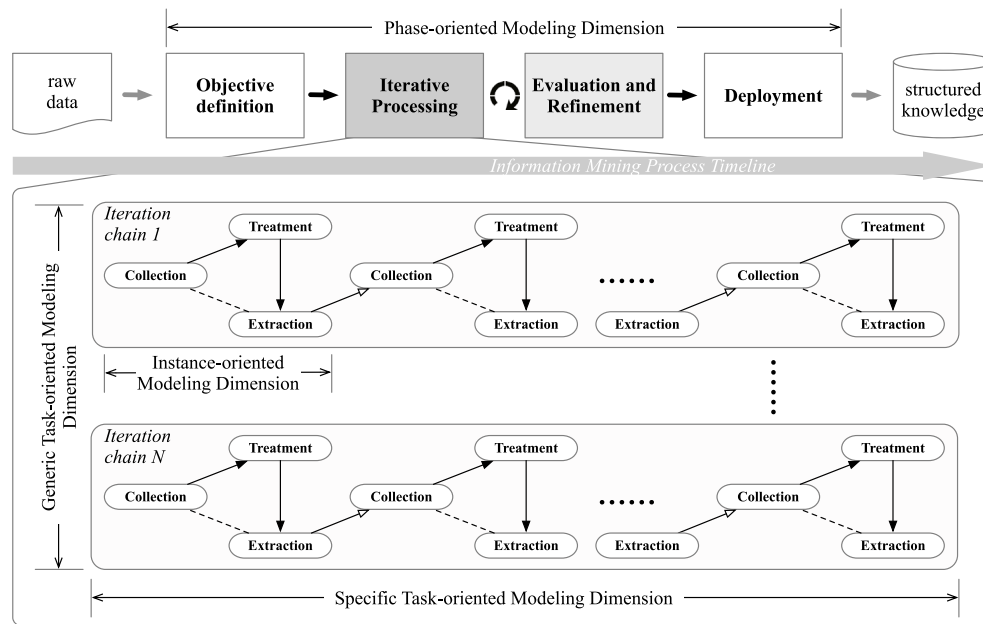 Phase-oriented Modeling Dimension
raw
data
Objective
definition
Iterative
Processing
Evaluation and
Refinement
Deployment
structured
knowledge
Information Mining Process Timeline
Generic Task-oriented Modeling
Dimension
Iteration
chain 1
Treatment
Treatment
Treatment
Collection
Collection
Collection
Extraction
Extraction
Extraction
Extraction
Instance-oriented
Modeling Dimension
Iteration
chain N
Treatment
Treatment
Treatment
Collection
Collection
Collection
Extraction
Extraction
Extraction
Extraction
Specific Task-oriented Modeling Dimension